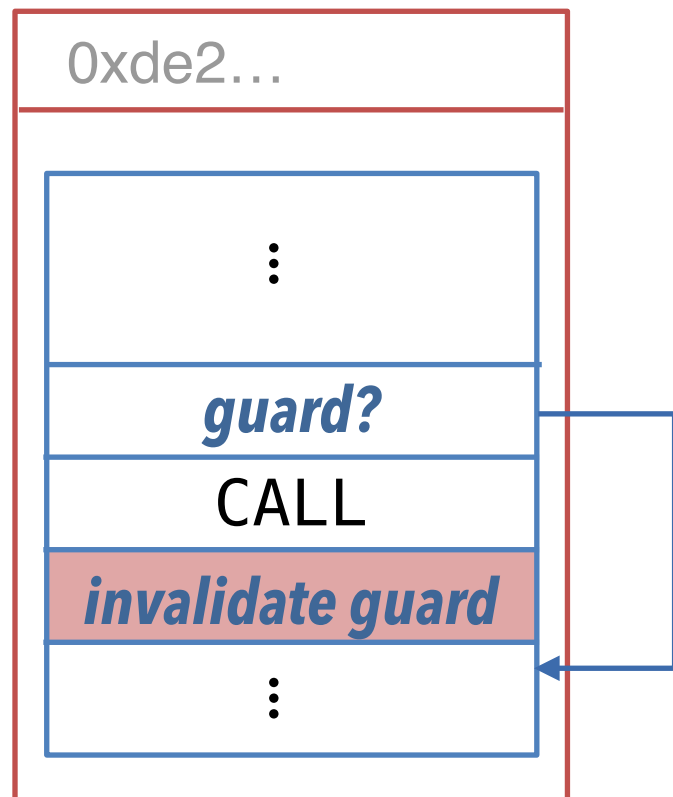 0xde2…
⋮
guard?
CALL
invalidate guard
⋮